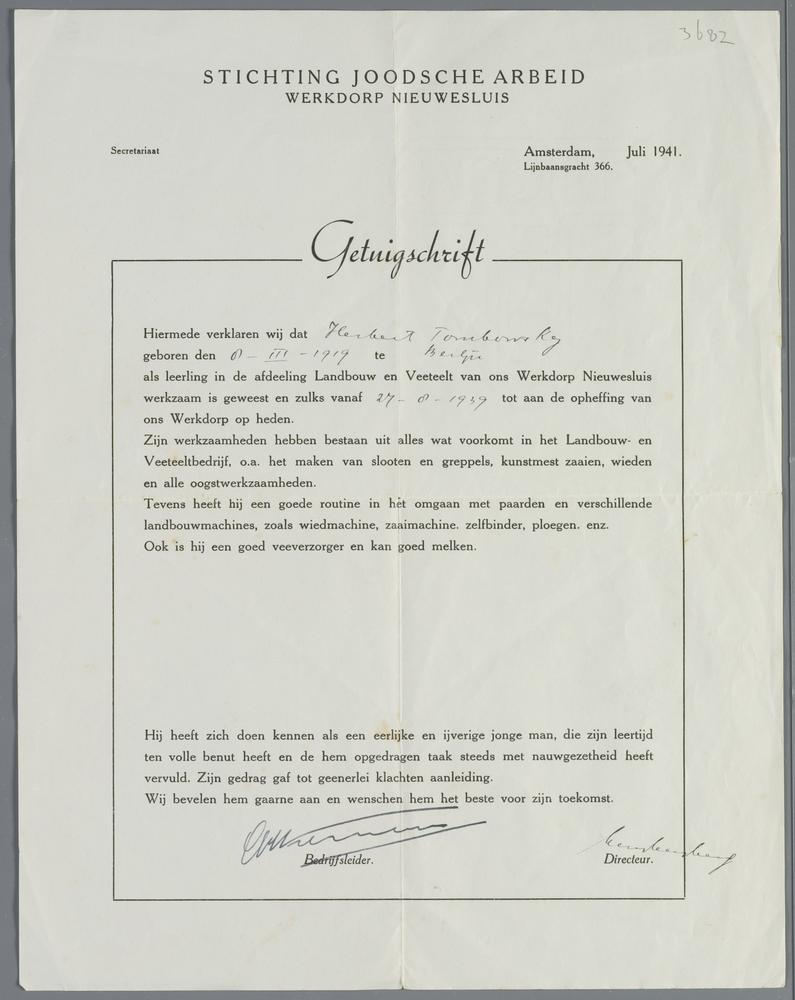 3682
STICHTING JOODSCHE ARBEID
WERKDORP NIEUWESLUIS
Secretariaat
Amsterdam, Juli 1941.
Lijnbaansgracht 366.
Getuigschrift
Hiermede verklaren wij dat Herbert Tombowsky
geboren den 8 - III - 1919 te Berlijn
als leerling in de afdeeling Landbouw en Veeteelt van ons Werkdorp Nieuwesluis
werkzaam is geweest en zulks vanaf 27 - 8 - 1939 tot aan de opheffing van
ons Werkdorp op heden.
Zijn werkzaamheden hebben bestaan uit alles wat voorkomt in het Landbouw- en
Veeteeltbedrijf, o.a. het maken van slooten en greppels, kunstmest zaaien, wieden
en alle oogstwerkzaamheden.
Tevens heeft hij een goede routine in hét omgaan met paarden en verschillende
landbouwmachines, zoals wiedmachine, zaaimachine. zelfbinder, ploegen. enz.
Ook is hij een goed veeverzorger en kan goed melken.
Hij heeft zich doen kennen als een eerlijke en ijverige jonge man, die zijn leertijd
ten volle benut heeft en de hem opgedragen taak steeds met nauwgezetheid heeft
vervuld. Zijn gedrag gaf tot geenerlei klachten aanleiding.
Wij bevelen hem gaarne aan en wenschen hem het beste voor zijn toekomst.
Bedrijfsleider.
Directeur.